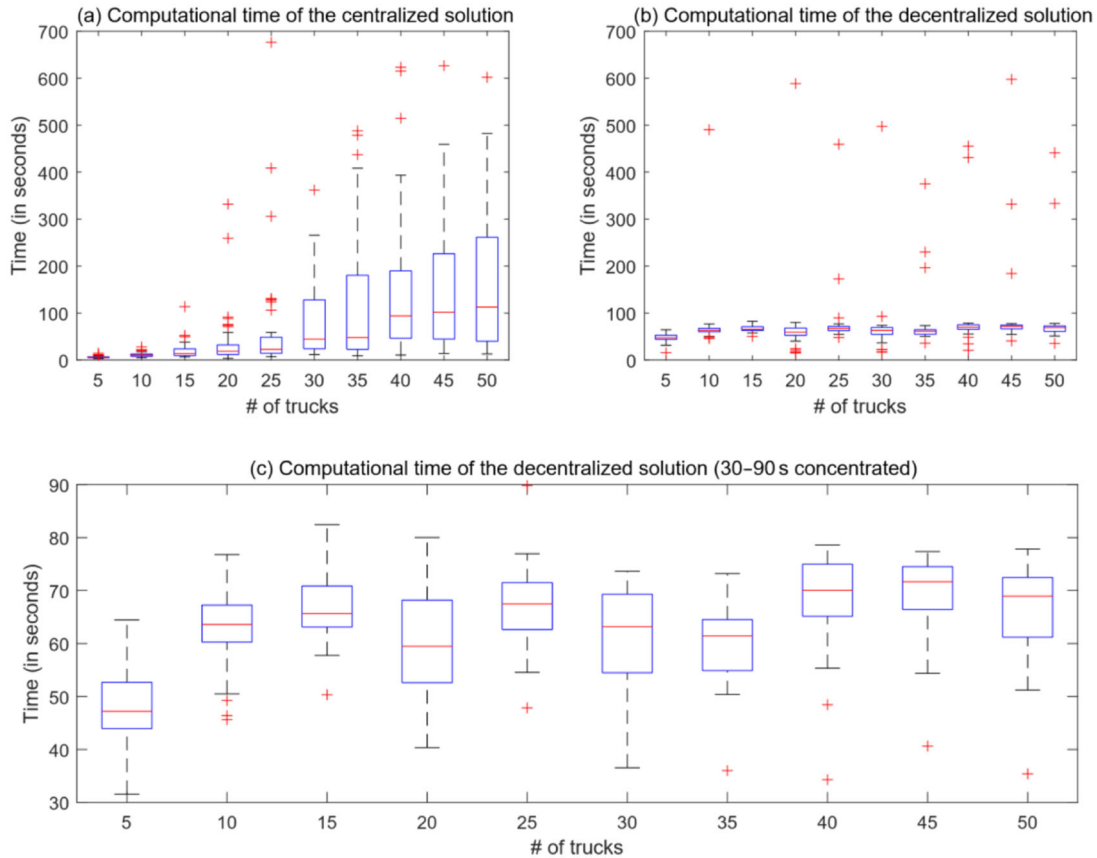 (a) Computational time of the centralized solution
700
600
500
400
300
200
100
0
Time (in seconds)
5 10 15 20 25 30 35 40 45 50
# of trucks
(b) Computational time of the decentralized solution
700
600
500
400
300
200
100
0
Time (in seconds)
5 10 15 20 25 30 35 40 45 50
# of trucks
(c) Computational time of the decentralized solution (30–90 s concentrated)
90
80
70
60
50
40
30
Time (in seconds)
5 10 15 20 25 30 35 40 45 50
# of trucks